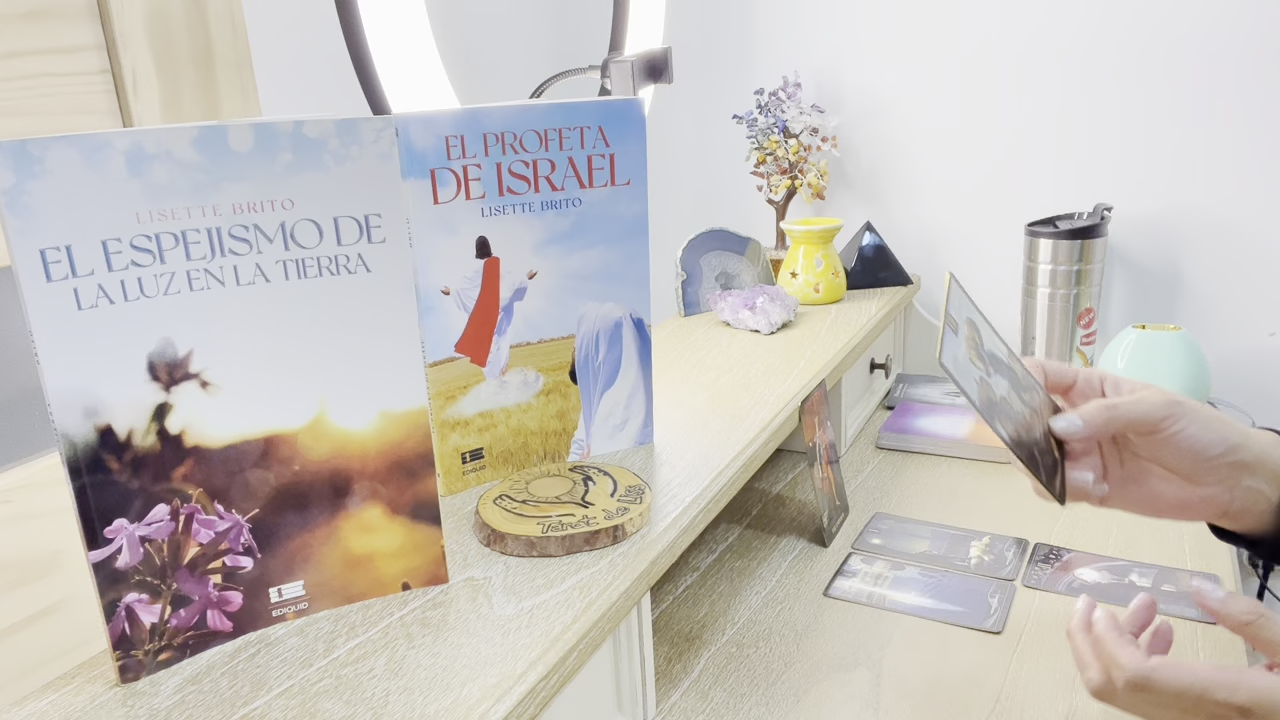 LISETTE BRITO
EL ESPEJISMO DE
LA LUZ EN LA TIERRA
EDIQUID
EL PROFETA
DE ISRAEL
LISETTE BRITO
EDIQUID
Tarot de Liss